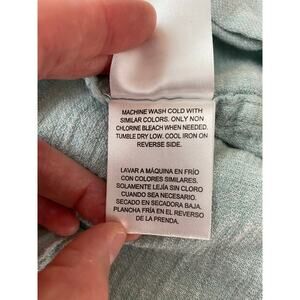 MACHINE WASH COLD WITH
SIMILAR COLORS. ONLY NON
CHLORINE BLEACH WHEN NEEDED.
TUMBLE DRY LOW. COOL IRON ON
REVERSE SIDE.
LAVAR A MÁQUINA EN FRÍO
CON COLORES SIMILARES.
SOLAMENTE LEJÍA SIN CLORO
CUANDO SEA NECESARIO.
SECADO EN SECADORA BAJA.
PLANCHA FRÍA EN EL REVERSO
DE LA PRENDA.